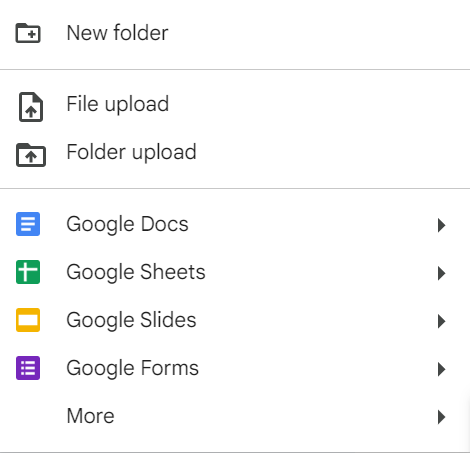 New folder
File upload
Folder upload
Google Docs
Google Sheets
Google Slides
Google Forms
More